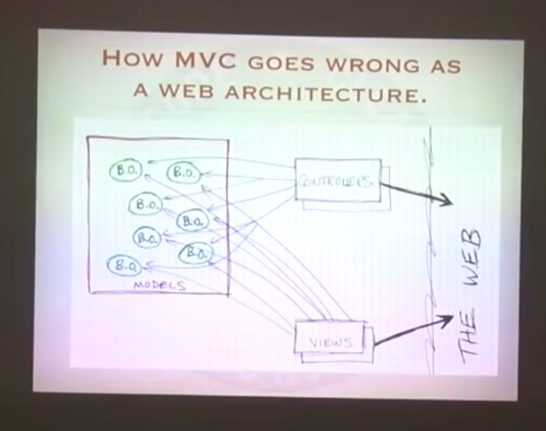 HOW MVC GOES WRONG AS
A WEB ARCHITECTURE.
B.O.
B.O.
B.O.
B.O.
B.O.
B.O.
B.O.
MODELS
CONTROLLERS
VIEWS
THE WEB